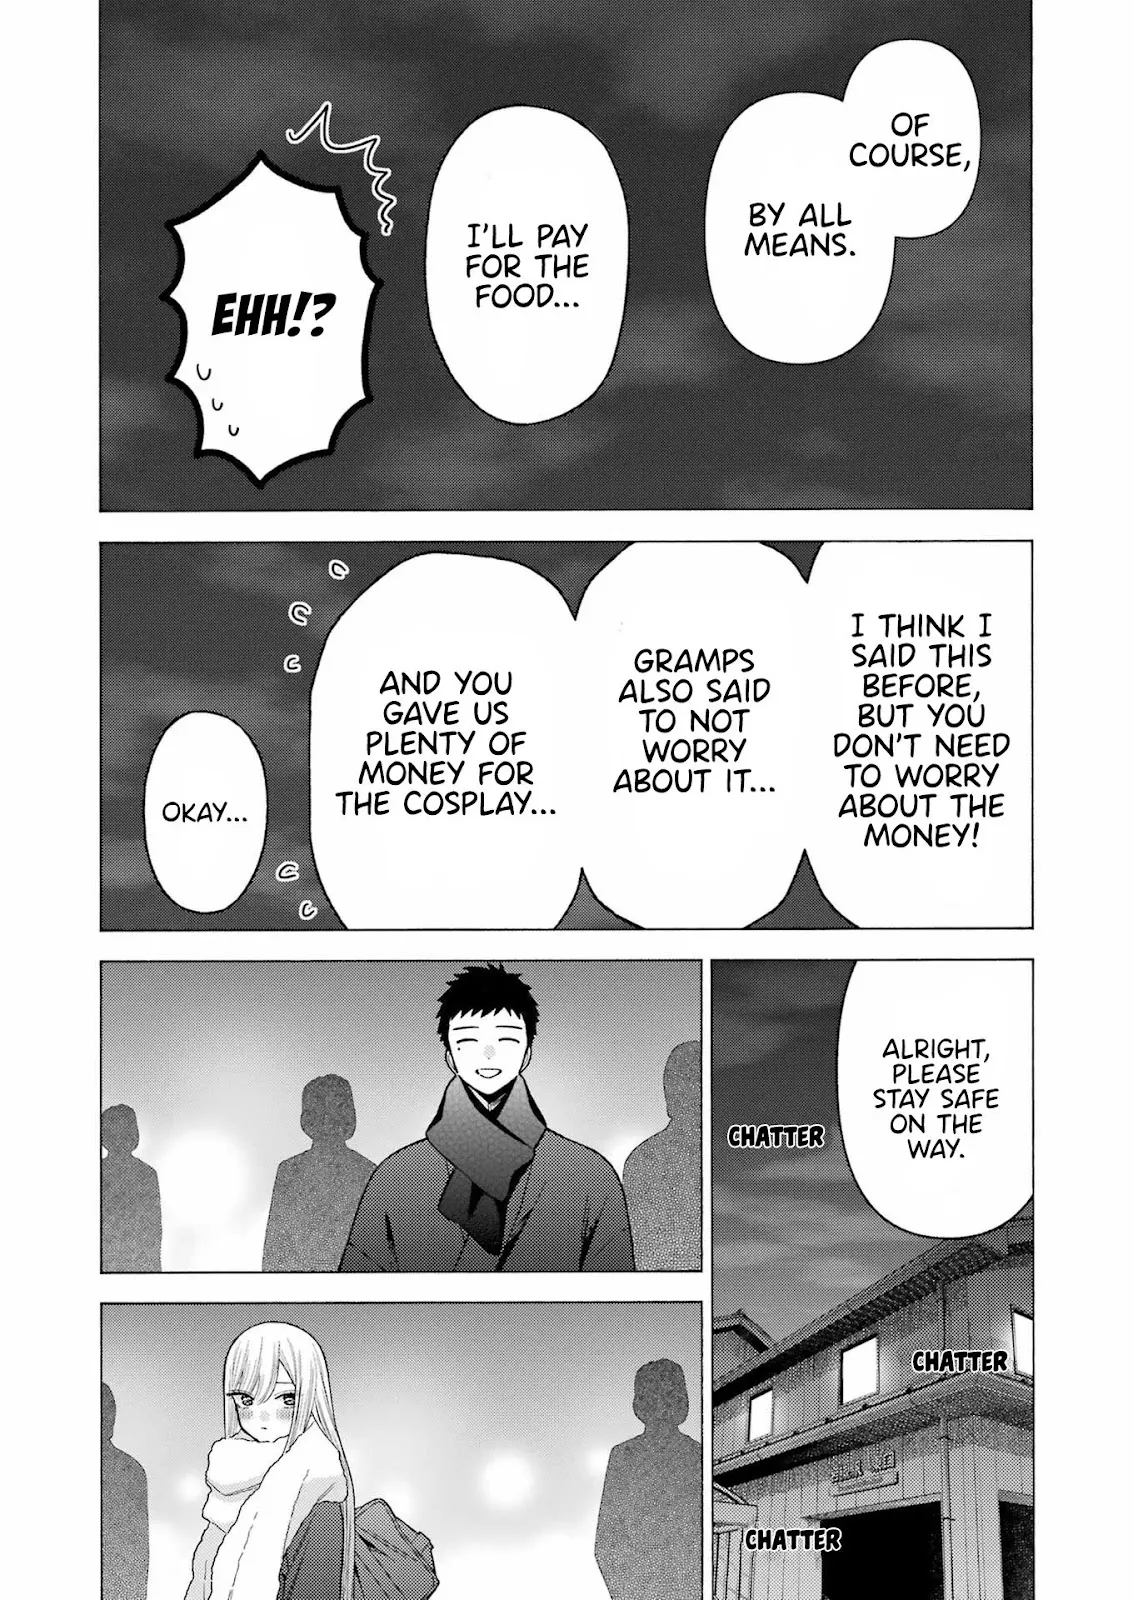 OF
COURSE,
BY ALL
MEANS.
I'LL PAY
FOR THE
FOOD...
EHH!?
I THINK I
SAID THIS
BEFORE,
BUT YOU
DON'T NEED
TO WORRY
ABOUT THE
MONEY!
GRAMPS
ALSO SAID
TO NOT
WORRY
ABOUT IT...
AND YOU
GAVE US
PLENTY OF
MONEY FOR
THE COSPLAY...
OKAY...
ALRIGHT,
PLEASE
STAY SAFE
ON THE
WAY.
CHATTER
CHATTER
CHATTER